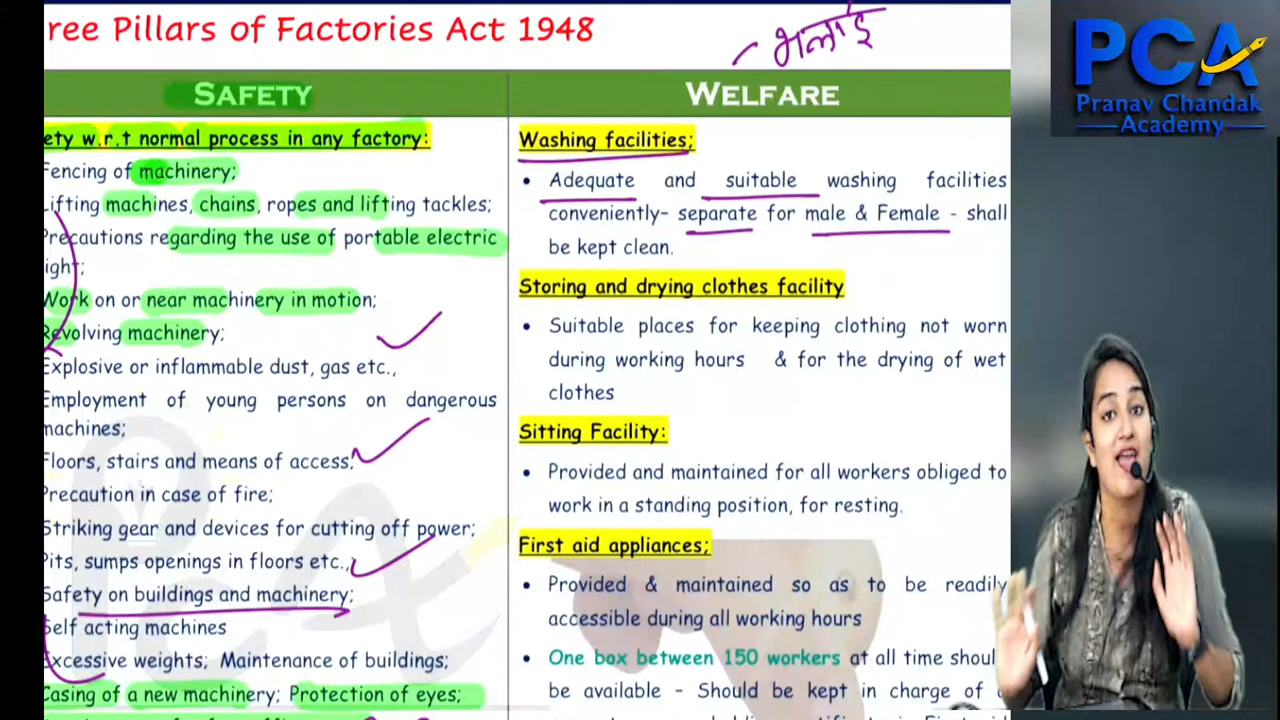 ree Pillars of Factories Act 1948
भलाई
PCA
Pranav Chandak
Academy
SAFETY
ety w.r.t normal process in any factory:
Fencing of machinery;
Lifting machines, chains, ropes and lifting tackles;
Precautions regarding the use of portable electric
ight;
Work on or near machinery in motion;
Revolving machinery;
Explosive or inflammable dust, gas etc.,
Employment of young persons on dangerous
machines;
Floors, stairs and means of access;
Precaution in case of fire;
Striking gear and devices for cutting off power;
Pits, sumps openings in floors etc.,
Safety on buildings and machinery;
Self acting machines
Excessive weights; Maintenance of buildings;
Casing of a new machinery; Protection of eyes;
WELFARE
Washing facilities;
• Adequate and suitable washing facilities
conveniently- separate for male & Female - shall
be kept clean.
Storing and drying clothes facility
• Suitable places for keeping clothing not worn
during working hours & for the drying of wet
clothes
Sitting Facility:
• Provided and maintained for all workers obliged to
work in a standing position, for resting.
First aid appliances;
• Provided & maintained so as to be readily
accessible during all working hours
• One box between 150 workers at all time shoul
be available - Should be kept in charge of